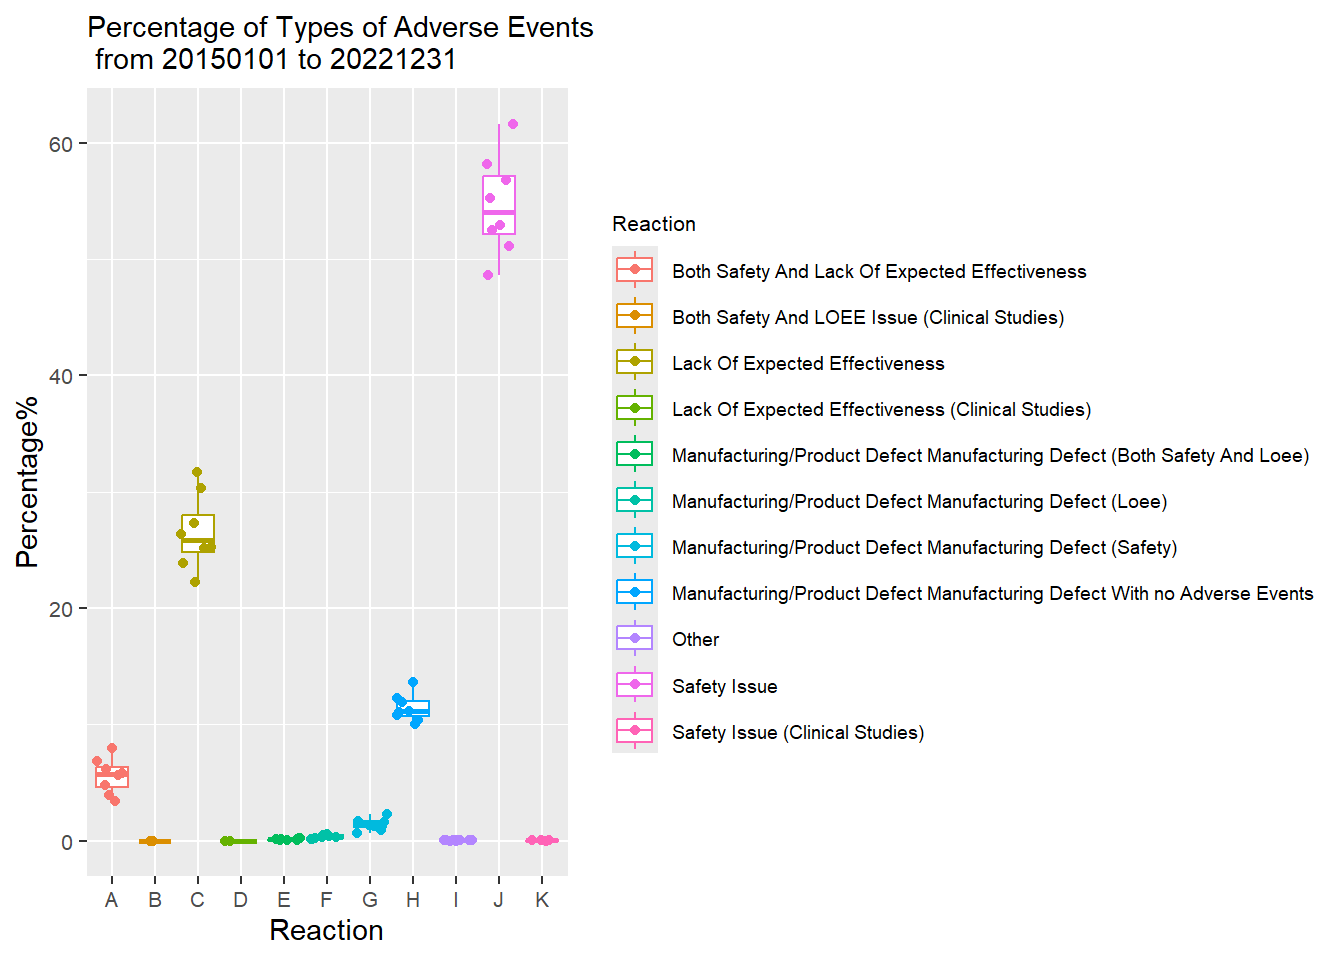 Percentage of Types of Adverse Events
from 20150101 to 20221231
Percentage%
60
40
20
0
A B C D E F G H I J K
Reaction
Reaction
Both Safety And Lack Of Expected Effectiveness
Both Safety And LOEE Issue (Clinical Studies)
Lack Of Expected Effectiveness
Lack Of Expected Effectiveness (Clinical Studies)
Manufacturing/Product Defect Manufacturing Defect (Both Safety And Loee)
Manufacturing/Product Defect Manufacturing Defect (Loee)
Manufacturing/Product Defect Manufacturing Defect (Safety)
Manufacturing/Product Defect Manufacturing Defect With no Adverse Events
Other
Safety Issue
Safety Issue (Clinical Studies)